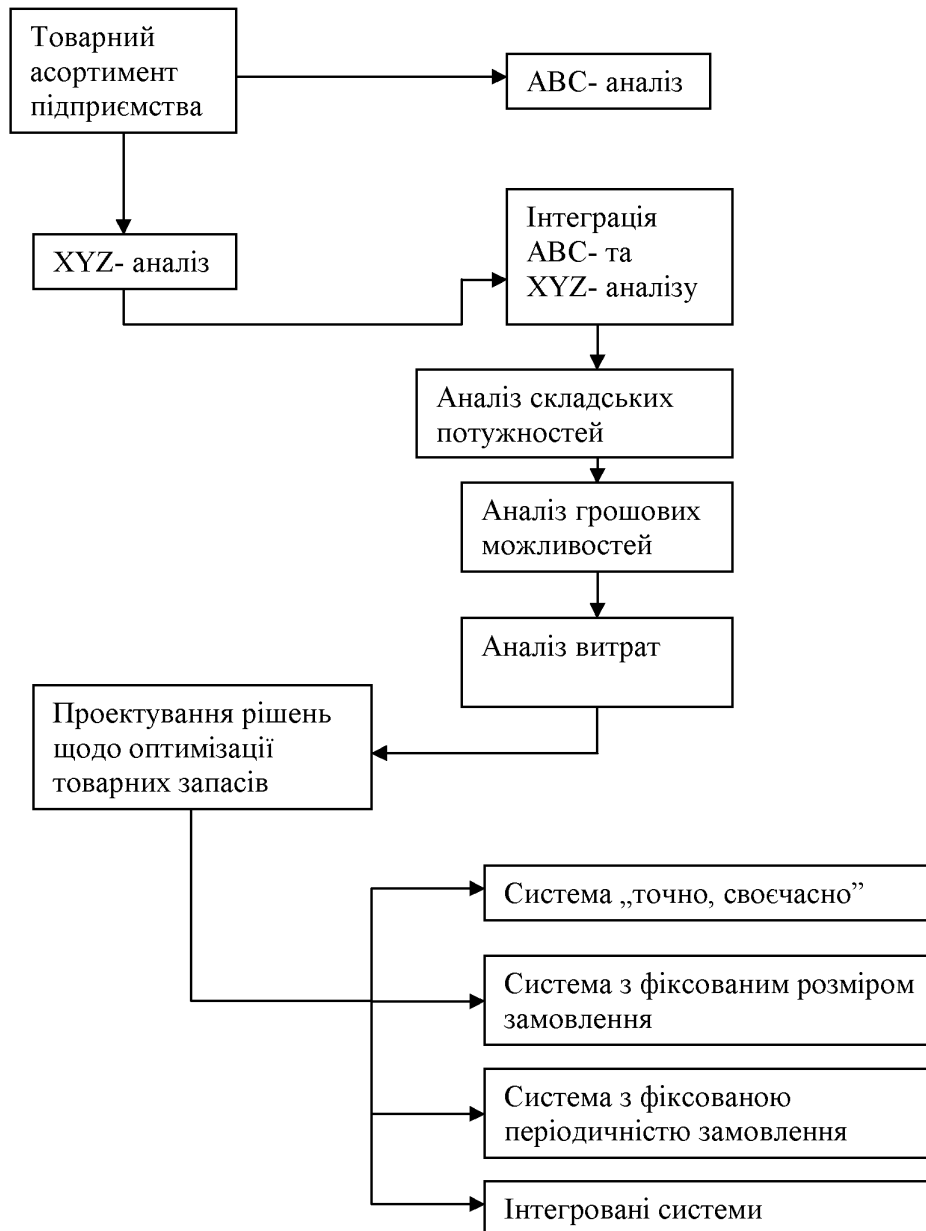 Товарний
асортимент
підприємства
АВС- аналіз
XYZ- аналіз
Інтеграція
АВС- та
XYZ- аналізу
Аналіз складських
потужностей
Аналіз грошових
можливостей
Аналіз витрат
Проектування рішень
щодо оптимізації
товарних запасів
Система „точно, своєчасно”
Система з фіксованим розміром
замовлення
Система з фіксованою
періодичністю замовлення
Інтегровані системи